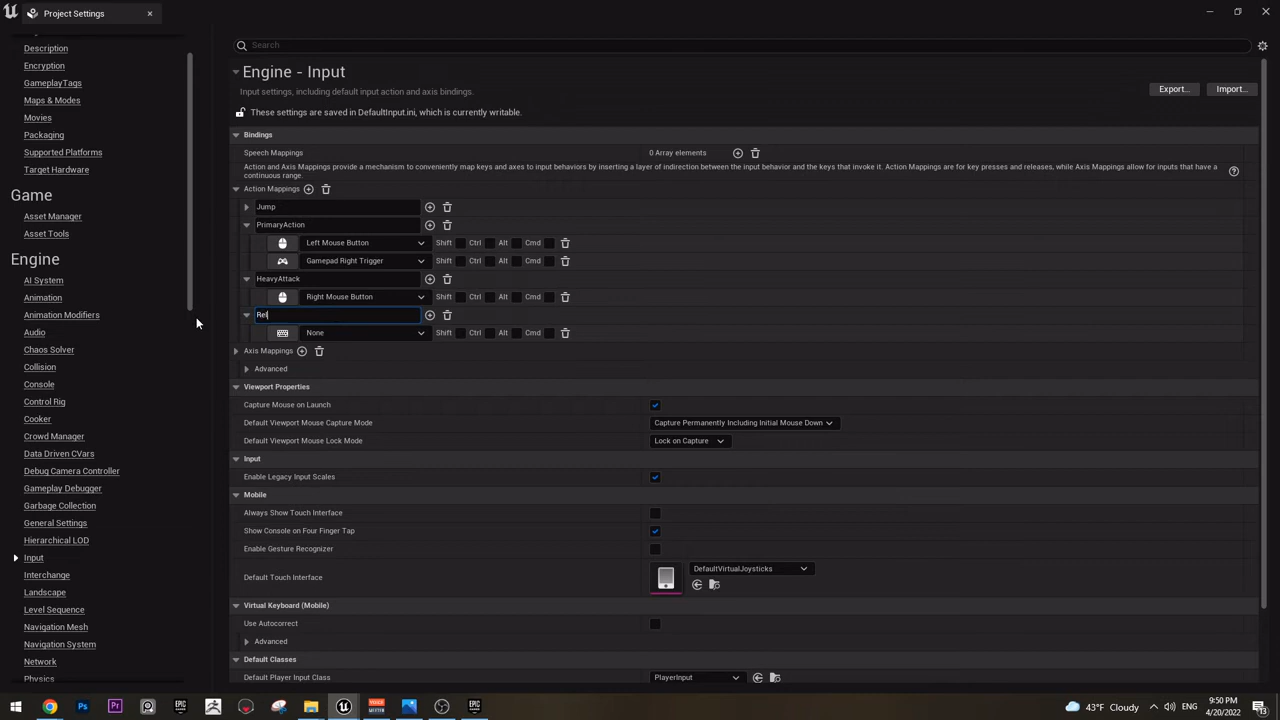 Project Settings
Description
Encryption
GameplayTags
Maps & Modes
Movies
Packaging
Supported Platforms
Target Hardware
Game
Asset Manager
Asset Tools
Engine
AI System
Animation
Animation Modifiers
Audio
Chaos Solver
Collision
Console
Control Rig
Cooker
Crowd Manager
Data Driven CVars
Debug Camera Controller
Gameplay Debugger
Garbage Collection
General Settings
Hierarchical LOD
Input
Interchange
Landscape
Level Sequence
Navigation Mesh
Navigation System
Network
Physics
Search
Engine - Input
Input settings, including default input action and axis bindings.
Export... Import...
These settings are saved in DefaultInput.ini, which is currently writable.
Bindings
Speech Mappings 0 Array elements
Action and Axis Mappings provide a mechanism to conveniently map keys and axes to input behaviors by inserting a layer of indirection between the input behavior and the keys that invoke it. Action Mappings are for key presses and releases, while Axis Mappings allow for inputs that have a
continuous range.
Action Mappings
Jump
PrimaryAction
Left Mouse Button Shift Ctrl Alt Cmd
Gamepad Right Trigger Shift Ctrl Alt Cmd
HeavyAttack
Right Mouse Button Shift Ctrl Alt Cmd
None Shift Ctrl Alt Cmd
Axis Mappings
Advanced
Viewport Properties
Capture Mouse on Launch
Default Viewport Mouse Capture Mode Capture Permanently Including Initial Mouse Down
Default Viewport Mouse Lock Mode Lock on Capture
Input
Enable Legacy Input Scales
Mobile
Always Show Touch Interface
Show Console on Four Finger Tap
Enable Gesture Recognizer
Default Touch Interface DefaultVirtualJoysticks
Virtual Keyboard (Mobile)
Use Autocorrect
Advanced
Default Classes
Default Player Input Class PlayerInput
43°F Cloudy
9:50 PM
4/20/2022